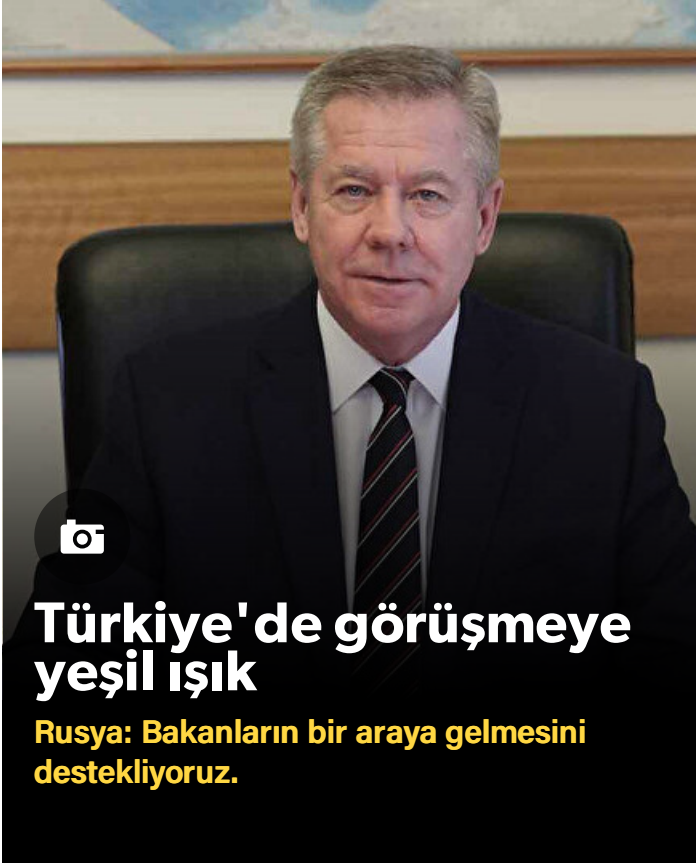 Türkiye'de görüşmeye
yeşil ışık
Rusya: Bakanların bir araya gelmesini
destekliyoruz.